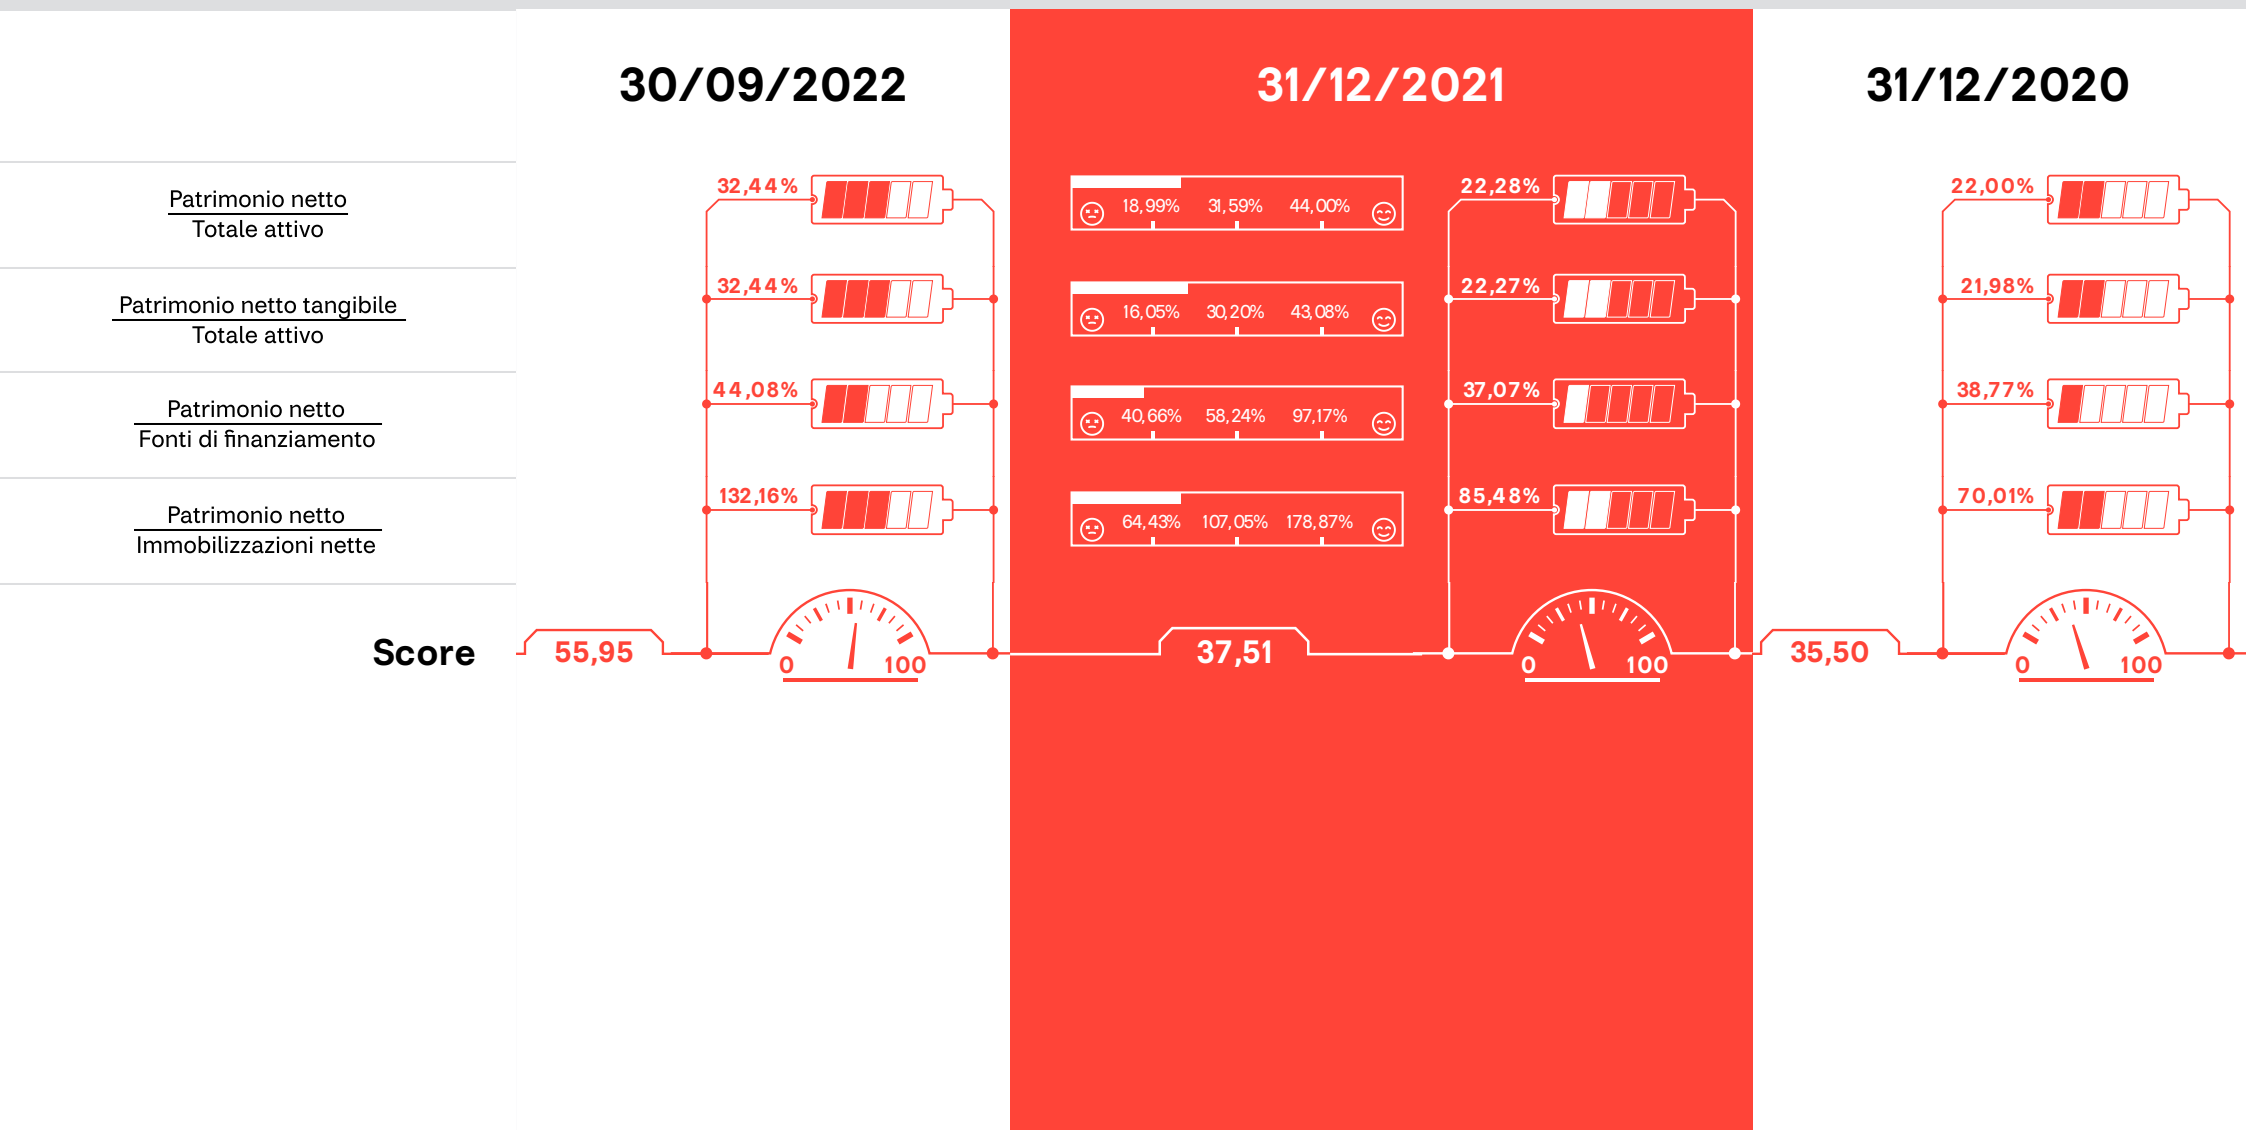 30/09/2022 31/12/2021 31/12/2020
Patrimonio netto
Totale attivo
32,44% 18,99% 31,59% 44,00% 22,28% 22,00%
Patrimonio netto tangibile
Totale attivo
32,44% 16,05% 30,20% 43,08% 22,27% 21,98%
Patrimonio netto
Fonti di finanziamento
44,08% 40,66% 58,24% 97,17% 37,07% 38,77%
Patrimonio netto
Immobilizzazioni nette
132,16% 64,43% 107,05% 178,87% 85,48% 70,01%
Score 55,95 0 100 37,51 0 100 35,50 0 100